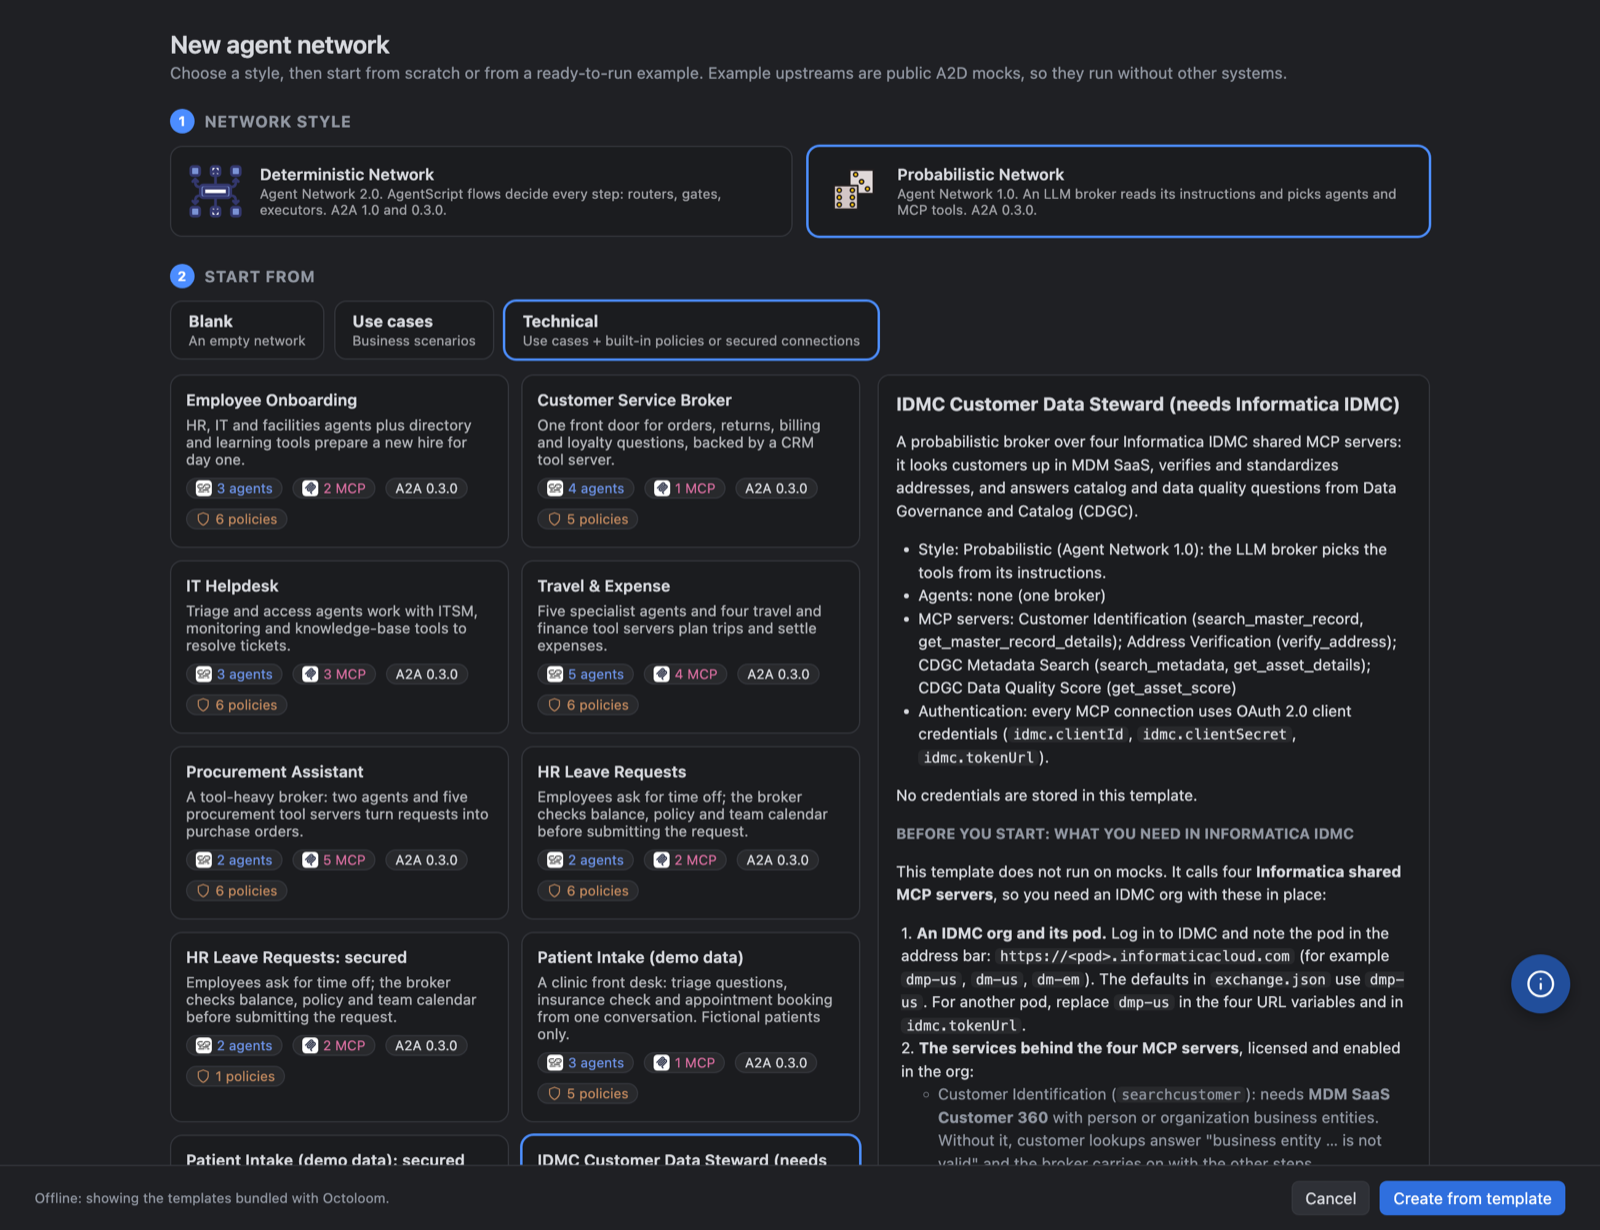 New agent network
Choose a style, then start from scratch or from a ready-to-run example. Example upstreams are public A2D mocks, so they run without other systems.
1 NETWORK STYLE
Deterministic Network
Agent Network 2.0. AgentScript flows decide every step: routers, gates,
executors. A2A 1.0 and 0.3.0.
Probabilistic Network
Agent Network 1.0. An LLM broker reads its instructions and picks agents and
MCP tools. A2A 0.3.0.
2 START FROM
Blank
An empty network
Use cases
Business scenarios
Technical
Use cases + built-in policies or secured connections
Employee Onboarding
HR, IT and facilities agents plus directory
and learning tools prepare a new hire for
day one.
3 agents 2 MCP A2A 0.3.0
6 policies
Customer Service Broker
One front door for orders, returns, billing
and loyalty questions, backed by a CRM
tool server.
4 agents 1 MCP A2A 0.3.0
5 policies
IT Helpdesk
Triage and access agents work with ITSM,
monitoring and knowledge-base tools to
resolve tickets.
3 agents 3 MCP A2A 0.3.0
6 policies
Travel & Expense
Five specialist agents and four travel and
finance tool servers plan trips and settle
expenses.
5 agents 4 MCP A2A 0.3.0
6 policies
Procurement Assistant
A tool-heavy broker: two agents and five
procurement tool servers turn requests into
purchase orders.
2 agents 5 MCP A2A 0.3.0
6 policies
HR Leave Requests
Employees ask for time off; the broker
checks balance, policy and team calendar
before submitting the request.
2 agents 2 MCP A2A 0.3.0
6 policies
HR Leave Requests: secured
Employees ask for time off; the broker
checks balance, policy and team calendar
before submitting the request.
2 agents 2 MCP A2A 0.3.0
1 policies
Patient Intake (demo data)
A clinic front desk: triage questions,
insurance check and appointment booking
from one conversation. Fictional patients
only.
3 agents 1 MCP A2A 0.3.0
5 policies
Patient Intake (demo data): secured
IDMC Customer Data Steward (needs
IDMC Customer Data Steward (needs Informatica IDMC)
A probabilistic broker over four Informatica IDMC shared MCP servers:
it looks customers up in MDM SaaS, verifies and standardizes
addresses, and answers catalog and data quality questions from Data
Governance and Catalog (CDGC).
• Style: Probabilistic (Agent Network 1.0): the LLM broker picks the
tools from its instructions.
• Agents: none (one broker)
• MCP servers: Customer Identification (search_master_record,
get_master_record_details); Address Verification (verify_address);
CDGC Metadata Search (search_metadata, get_asset_details);
CDGC Data Quality Score (get_asset_score)
• Authentication: every MCP connection uses OAuth 2.0 client
credentials ( idmc.clientId , idmc.clientSecret ,
idmc.tokenUrl ).
No credentials are stored in this template.
BEFORE YOU START: WHAT YOU NEED IN INFORMATICA IDMC
This template does not run on mocks. It calls four Informatica shared
MCP servers, so you need an IDMC org with these in place:
1. An IDMC org and its pod. Log in to IDMC and note the pod in the
address bar: https://<pod>.informaticacloud.com (for example
dmp-us , dm-us , dm-em ). The defaults in exchange.json use dmp-
us . For another pod, replace dmp-us in the four URL variables and in
idmc.tokenUrl .
2. The services behind the four MCP servers, licensed and enabled
in the org:
◦ Customer Identification ( searchcustomer ): needs MDM SaaS
Customer 360 with person or organization business entities.
Without it, customer lookups answer "business entity ... is not
valid" and the broker carries on with the other steps.
Offline: showing the templates bundled with Octoloom.
Cancel
Create from template